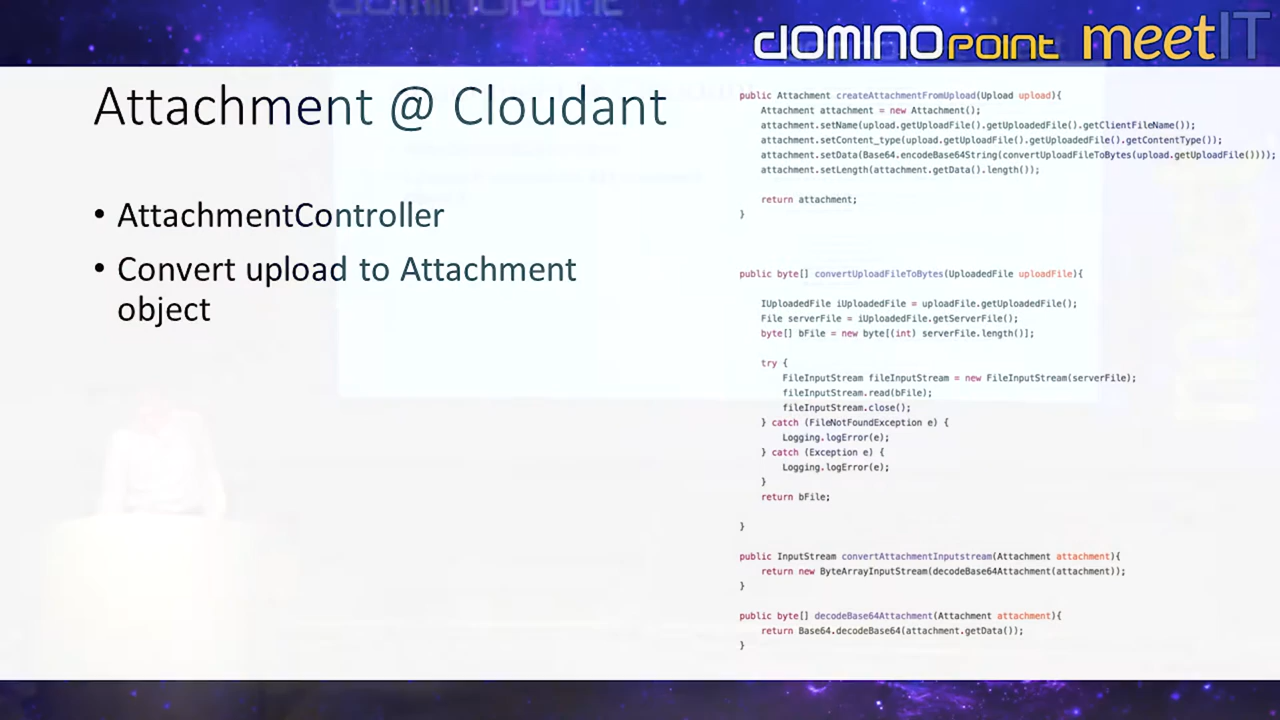 DOMINOPOINT meetIT
Attachment @ Cloudant
• AttachmentController
• Convert upload to Attachment
object
public Attachment createAttachmentFromUpload(Upload upload){
Attachment attachment = new Attachment();
attachment.setName(upload.getUploadFile().getUploadedFile().getClientFileName());
attachment.setContent_type(upload.getUploadFile().getUploadedFile().getContentType());
attachment.setData(Base64.encodeBase64String(convertUploadFileToBytes(upload.getUploadFile())));
attachment.setLength(attachment.getData().length());
return attachment;
}
public byte[] convertUploadFileToBytes(UploadedFile uploadFile){
IUploadedFile iUploadedFile = uploadFile.getUploadedFile();
File serverFile = iUploadedFile.getServerFile();
byte[] bFile = new byte[(int) serverFile.length()];
try {
FileInputStream fileInputStream = new FileInputStream(serverFile);
fileInputStream.read(bFile);
fileInputStream.close();
} catch (FileNotFoundException e) {
Logging.logError(e);
} catch (Exception e) {
Logging.logError(e);
}
return bFile;
}
public InputStream convertAttachmentInputstream(Attachment attachment){
return new ByteArrayInputStream(decodeBase64Attachment(attachment));
}
public byte[] decodeBase64Attachment(Attachment attachment){
return Base64.decodeBase64(attachment.getData());
}